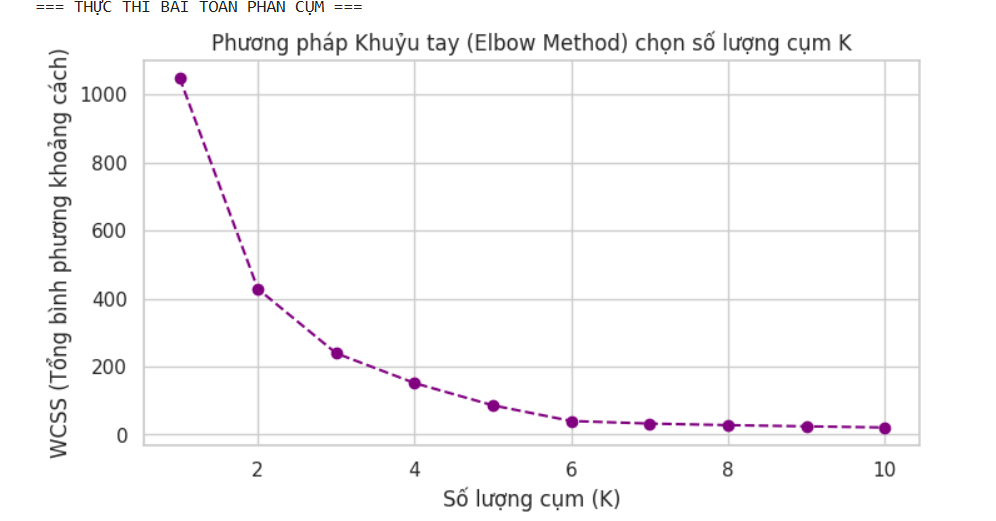 === THỰC THI BÀI TOÁN PHÂN CỤM ===
Phương pháp Khuỷu tay (Elbow Method) chọn số lượng cụm K
WCSS (Tổng bình phương khoảng cách)
1000
800
600
400
200
0
2 4 6 8 10
Số lượng cụm (K)